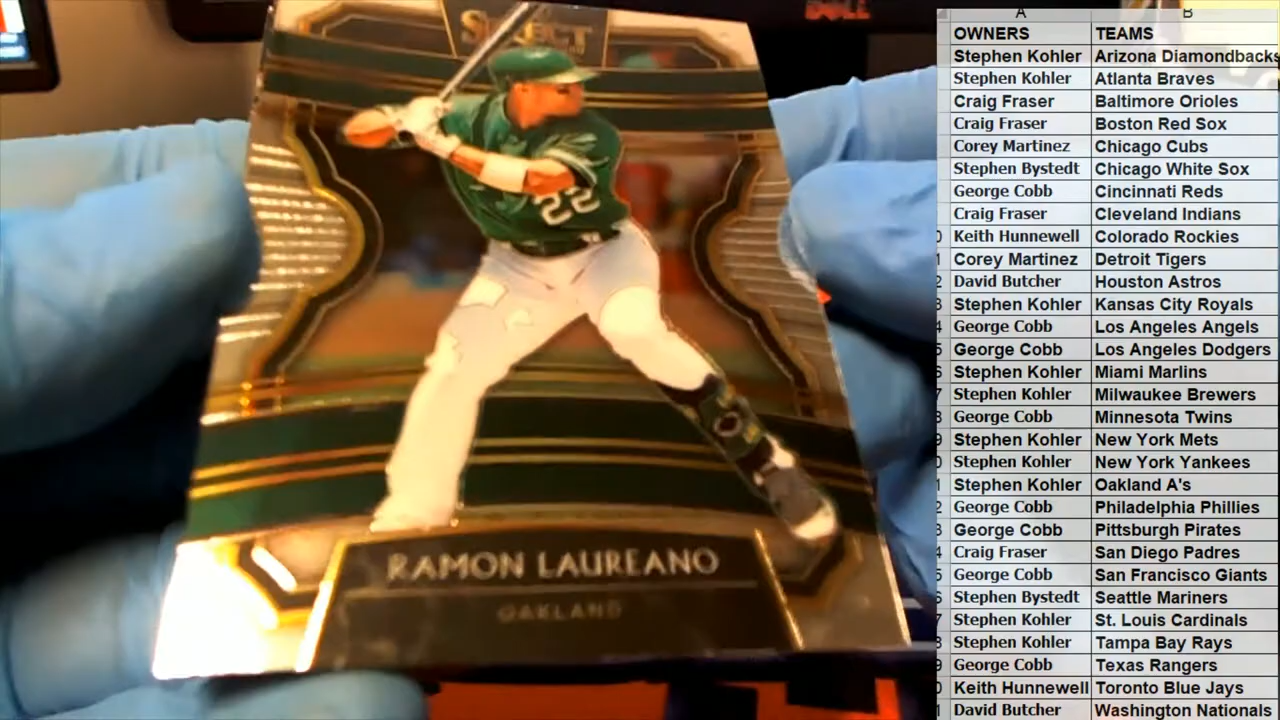 SELECT
22
RAMON LAUREANO
OAKLAND
DELL
A B
OWNERS TEAMS
Stephen Kohler Arizona Diamondbacks
Stephen Kohler Atlanta Braves
Craig Fraser Baltimore Orioles
Craig Fraser Boston Red Sox
Corey Martinez Chicago Cubs
Stephen Bystedt Chicago White Sox
George Cobb Cincinnati Reds
Craig Fraser Cleveland Indians
Keith Hunnewell Colorado Rockies
Corey Martinez Detroit Tigers
David Butcher Houston Astros
Stephen Kohler Kansas City Royals
George Cobb Los Angeles Angels
George Cobb Los Angeles Dodgers
Stephen Kohler Miami Marlins
Stephen Kohler Milwaukee Brewers
George Cobb Minnesota Twins
Stephen Kohler New York Mets
Stephen Kohler New York Yankees
Stephen Kohler Oakland A's
George Cobb Philadelphia Phillies
George Cobb Pittsburgh Pirates
Craig Fraser San Diego Padres
George Cobb San Francisco Giants
Stephen Bystedt Seattle Mariners
Stephen Kohler St. Louis Cardinals
Stephen Kohler Tampa Bay Rays
George Cobb Texas Rangers
Keith Hunnewell Toronto Blue Jays
David Butcher Washington Nationals